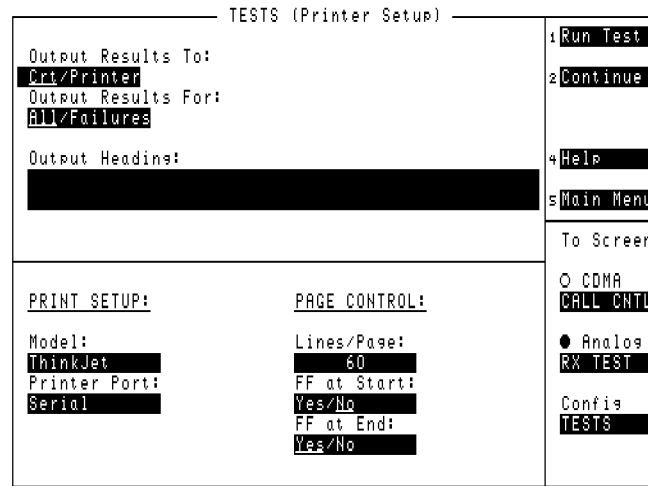 TESTS (Printer Setup)
Output Results To:
Crt/Printer
Output Results For:
All/Failures
Output Heading:
PRINT SETUP:
Model:
ThinkJet
Printer Port:
Serial
PAGE CONTROL:
Lines/Page:
60
FF at Start:
Yes/No
FF at End:
Yes/No
1 Run Test
2 Continue
4 Help
5 Main Menu
To Screen
CDMA
CALL CNTL
Analog
RX TEST
Config
TESTS